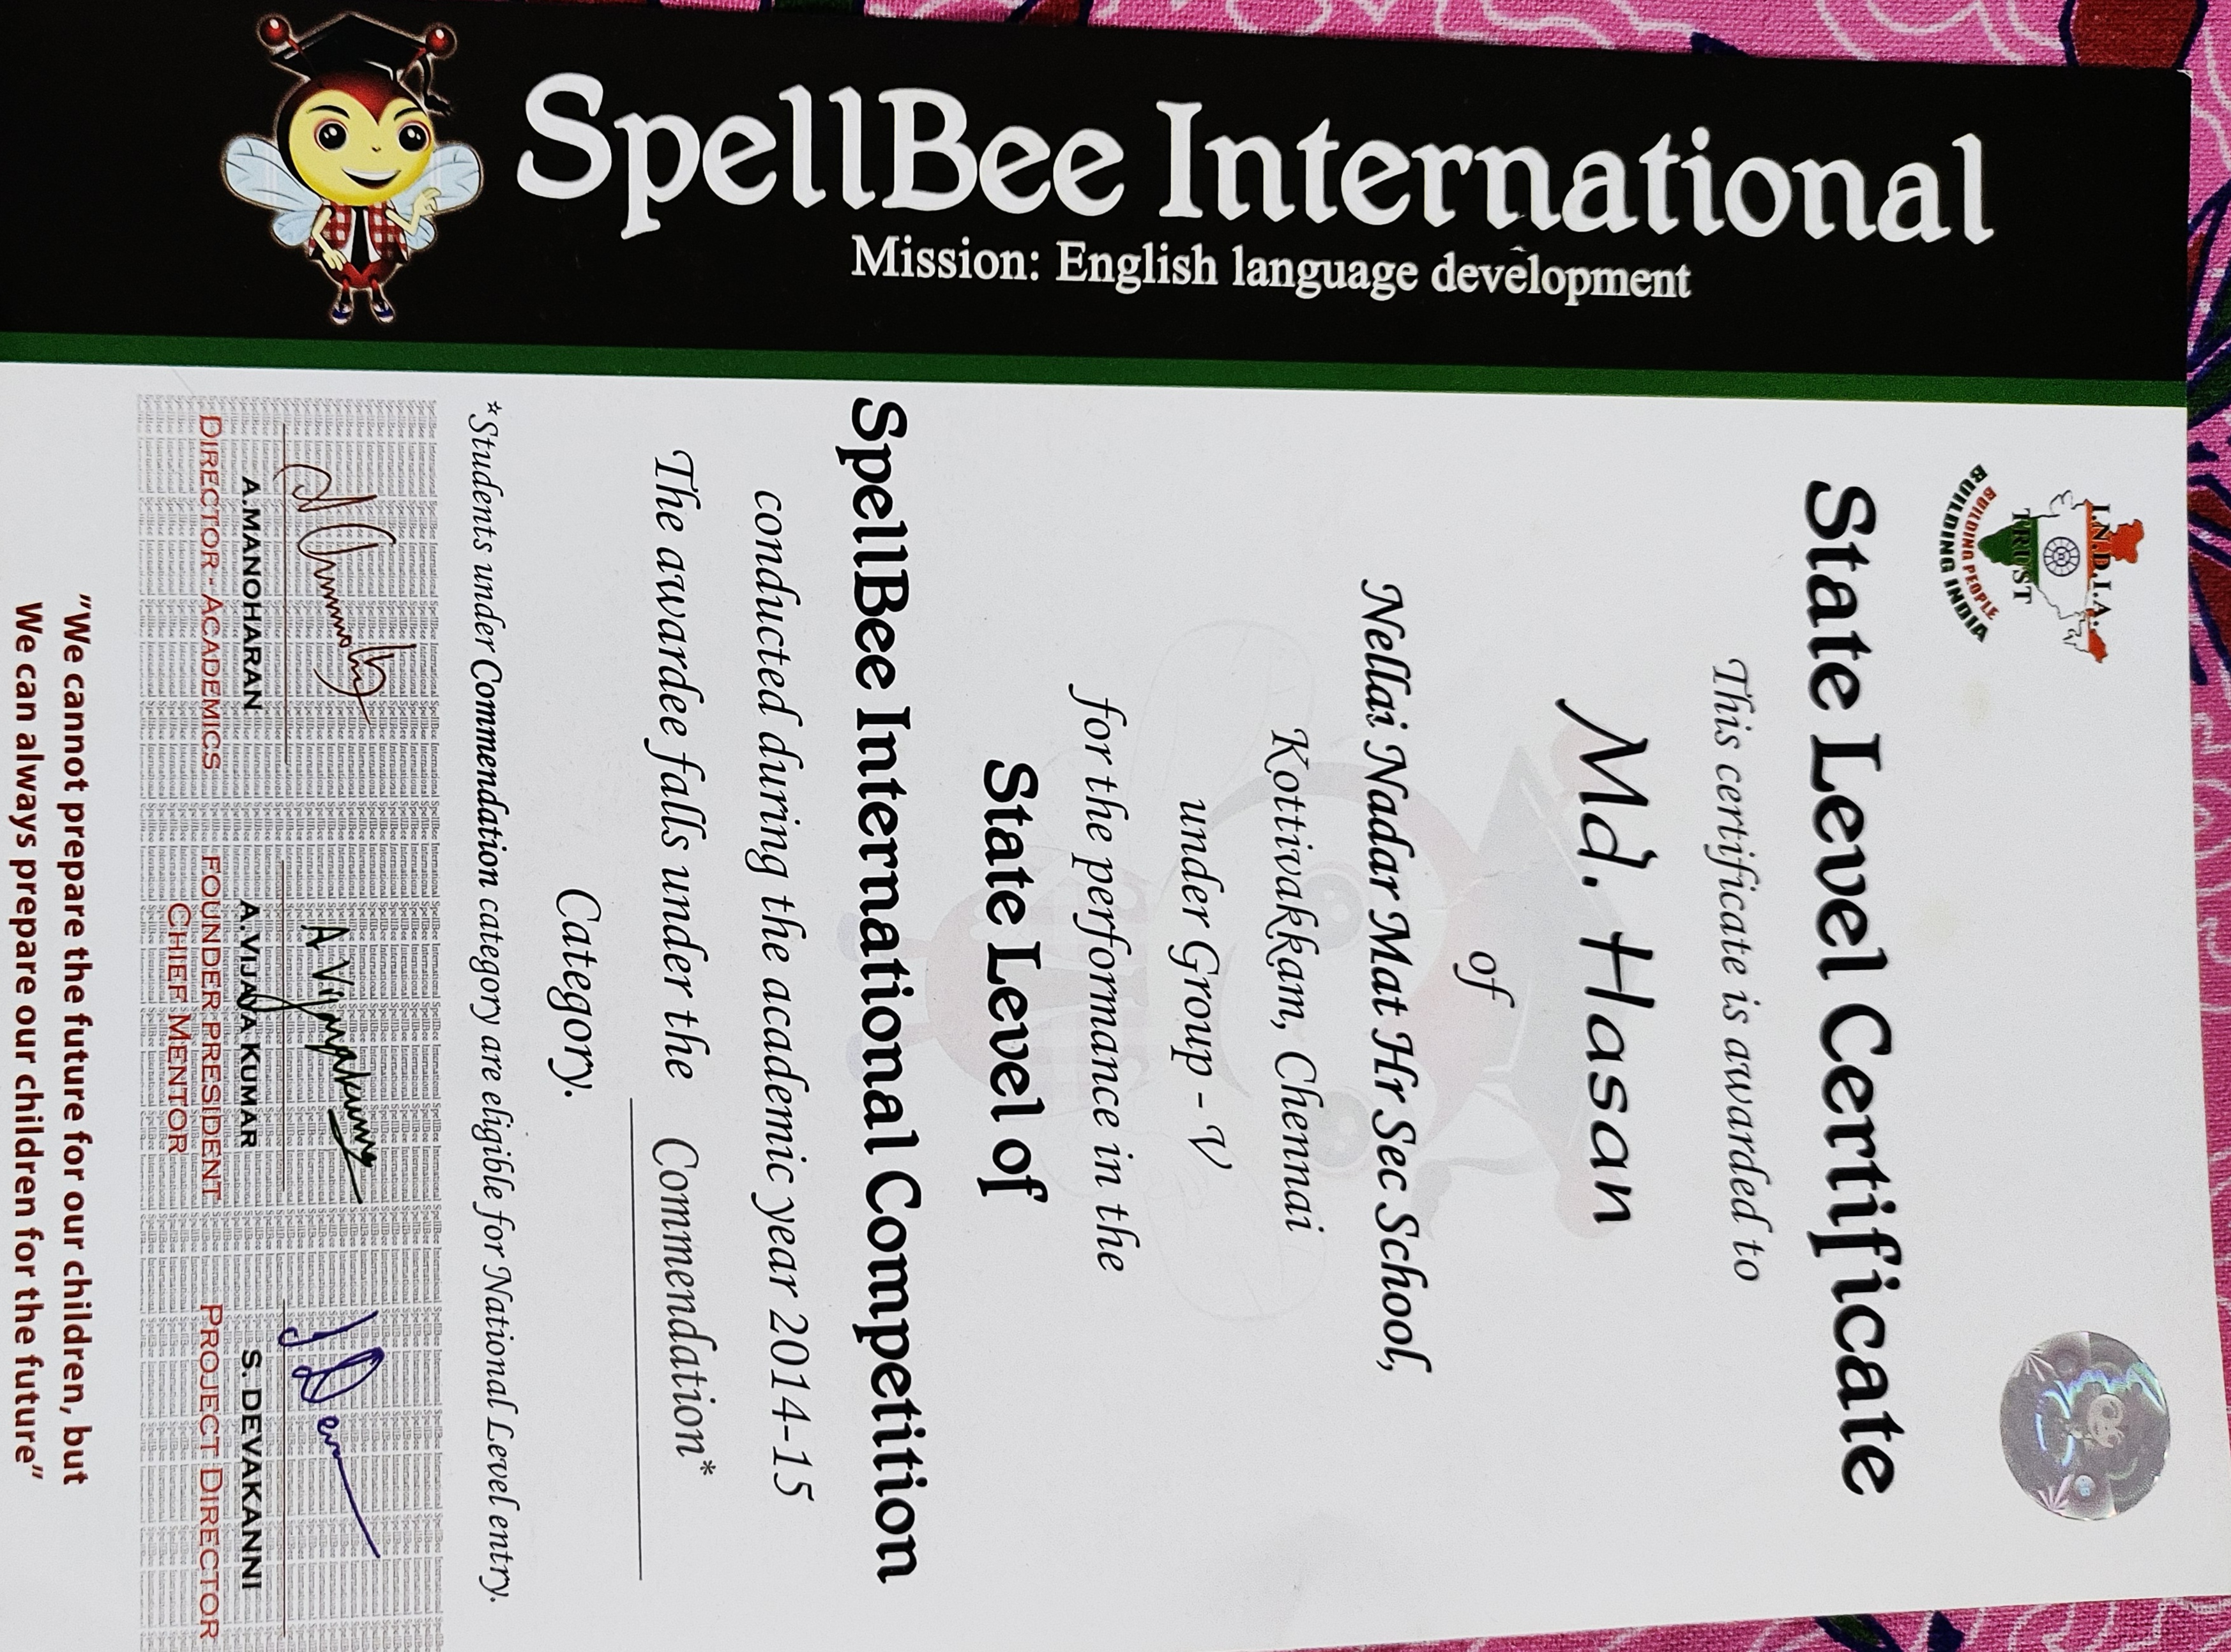 I.N.D.I.A.
TRUST
BUILDING PEOPLE
BUILDING INDIA
SpellBee International
Mission: English language development
State Level Certificate
This certificate is awarded to
Md. Hasan
of
Nellai Nadar Mat Hr Sec School,
Kottivakkam, Chennai
under Group - V
for the performance in the
State Level of
SpellBee International Competition
conducted during the academic year 2014-15
The awardee falls under the Commendation*
Category.
*Students under Commendation category are eligible for National Level entry.
A Vijayakumar
A.MANOHARAN A.VIJAYA KUMAR S. DEVAKANNI
DIRECTOR - ACADEMICS FOUNDER PRESIDENT PROJECT DIRECTOR
CHIEF MENTOR
"We cannot prepare the future for our children, but
We can always prepare our children for the future"